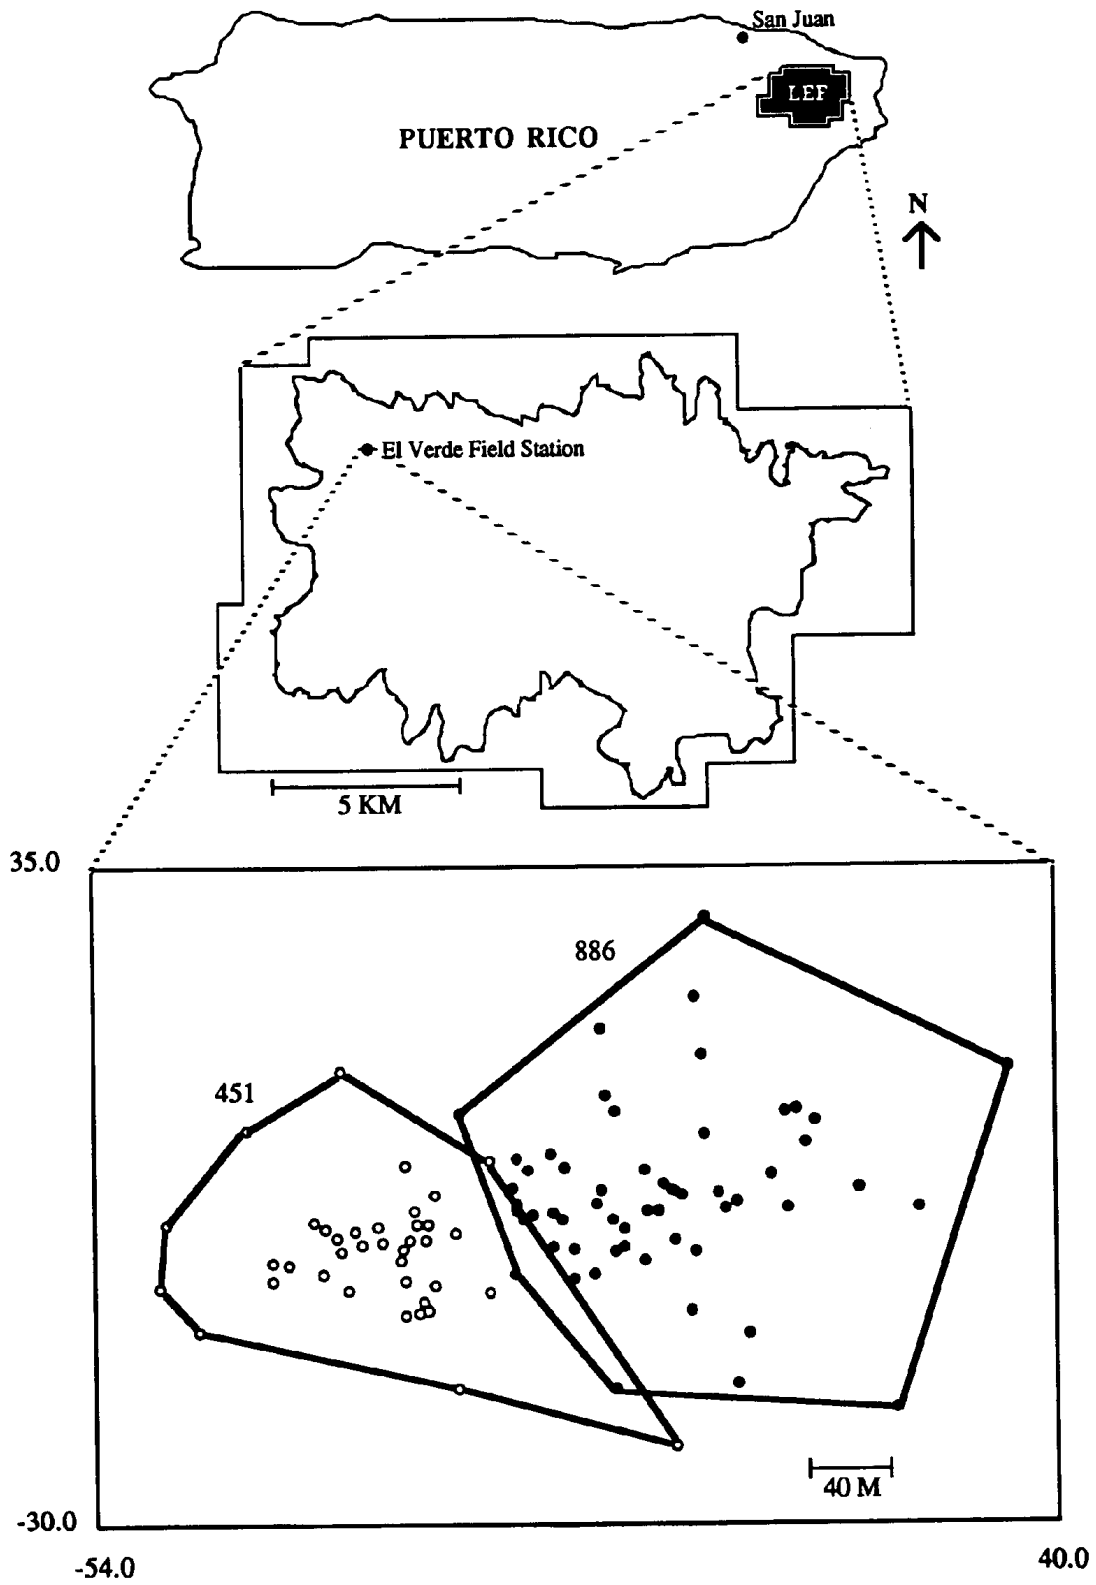 San Juan
LEF
PUERTO RICO
N
El Verde Field Station
5 KM
35.0
886
451
40 M
-30.0
-54.0
40.0